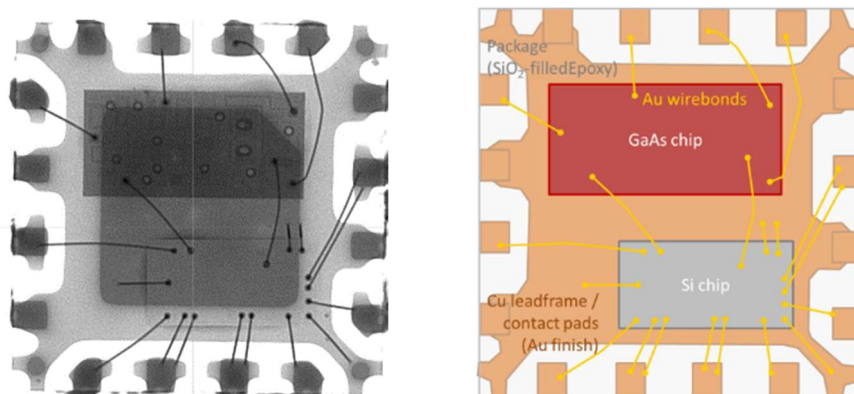 Package
(SiO₂-filledEpoxy)
Au wirebonds
GaAs chip
Si chip
Cu leadframe /
contact pads
(Au finish)